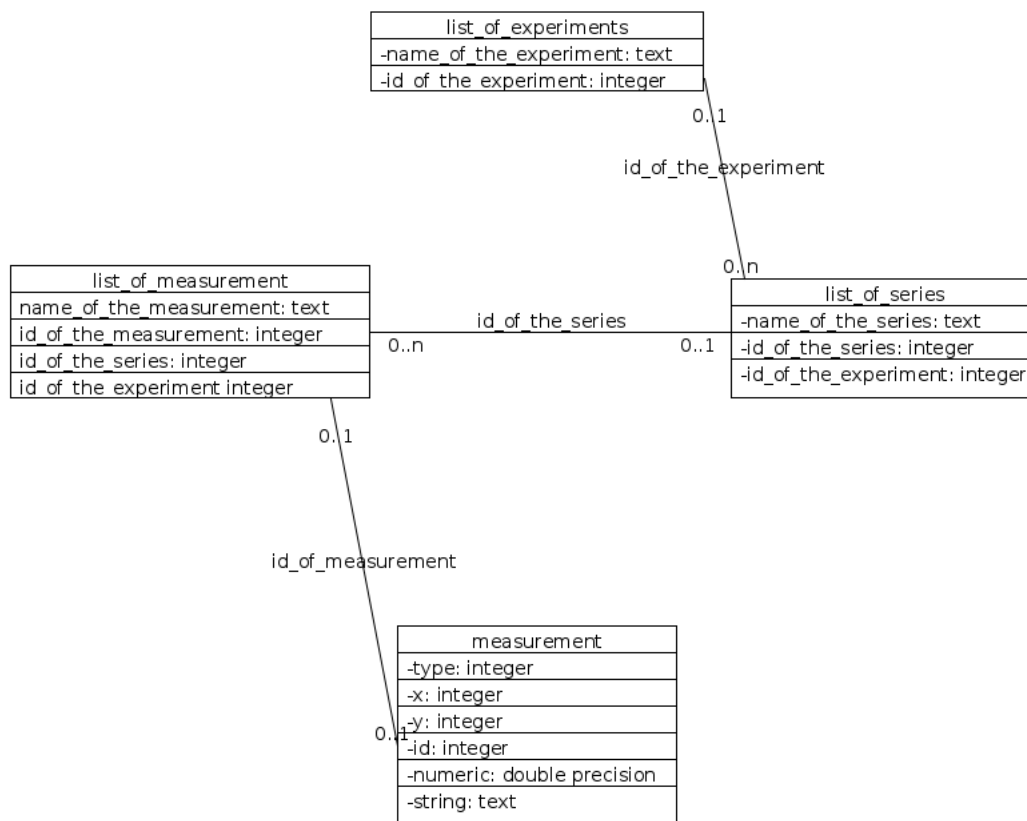 list_of_experiments
-name_of_the_experiment: text
-id_of_the_experiment: integer
0..1
id_of_the_experiment
0..n
list_of_measurement
name_of_the_measurement: text
id_of_the_measurement: integer
id_of_the_series: integer
id_of_the_experiment integer
id_of_the_series
0..n
0..1
list_of_series
-name_of_the_series: text
-id_of_the_series: integer
-id_of_the_experiment: integer
0..1
id_of_measurement
0..1
measurement
-type: integer
-x: integer
-y: integer
-id: integer
-numeric: double precision
-string: text